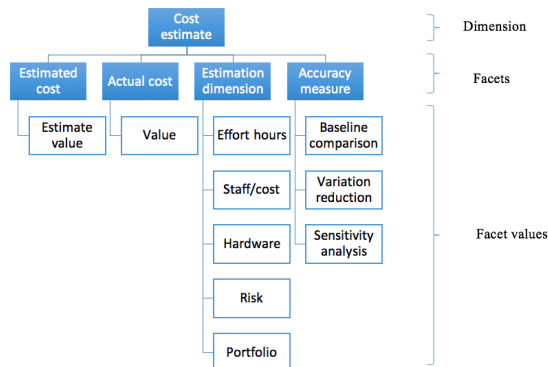 Cost
estimate
Dimension
Estimated
cost
Actual cost
Estimation
dimension
Accuracy
measure
Facets
Estimate
value
Value
Effort hours
Baseline
comparison
Staff/cost
Variation
reduction
Hardware
Sensitivity
analysis
Facet values
Risk
Portfolio